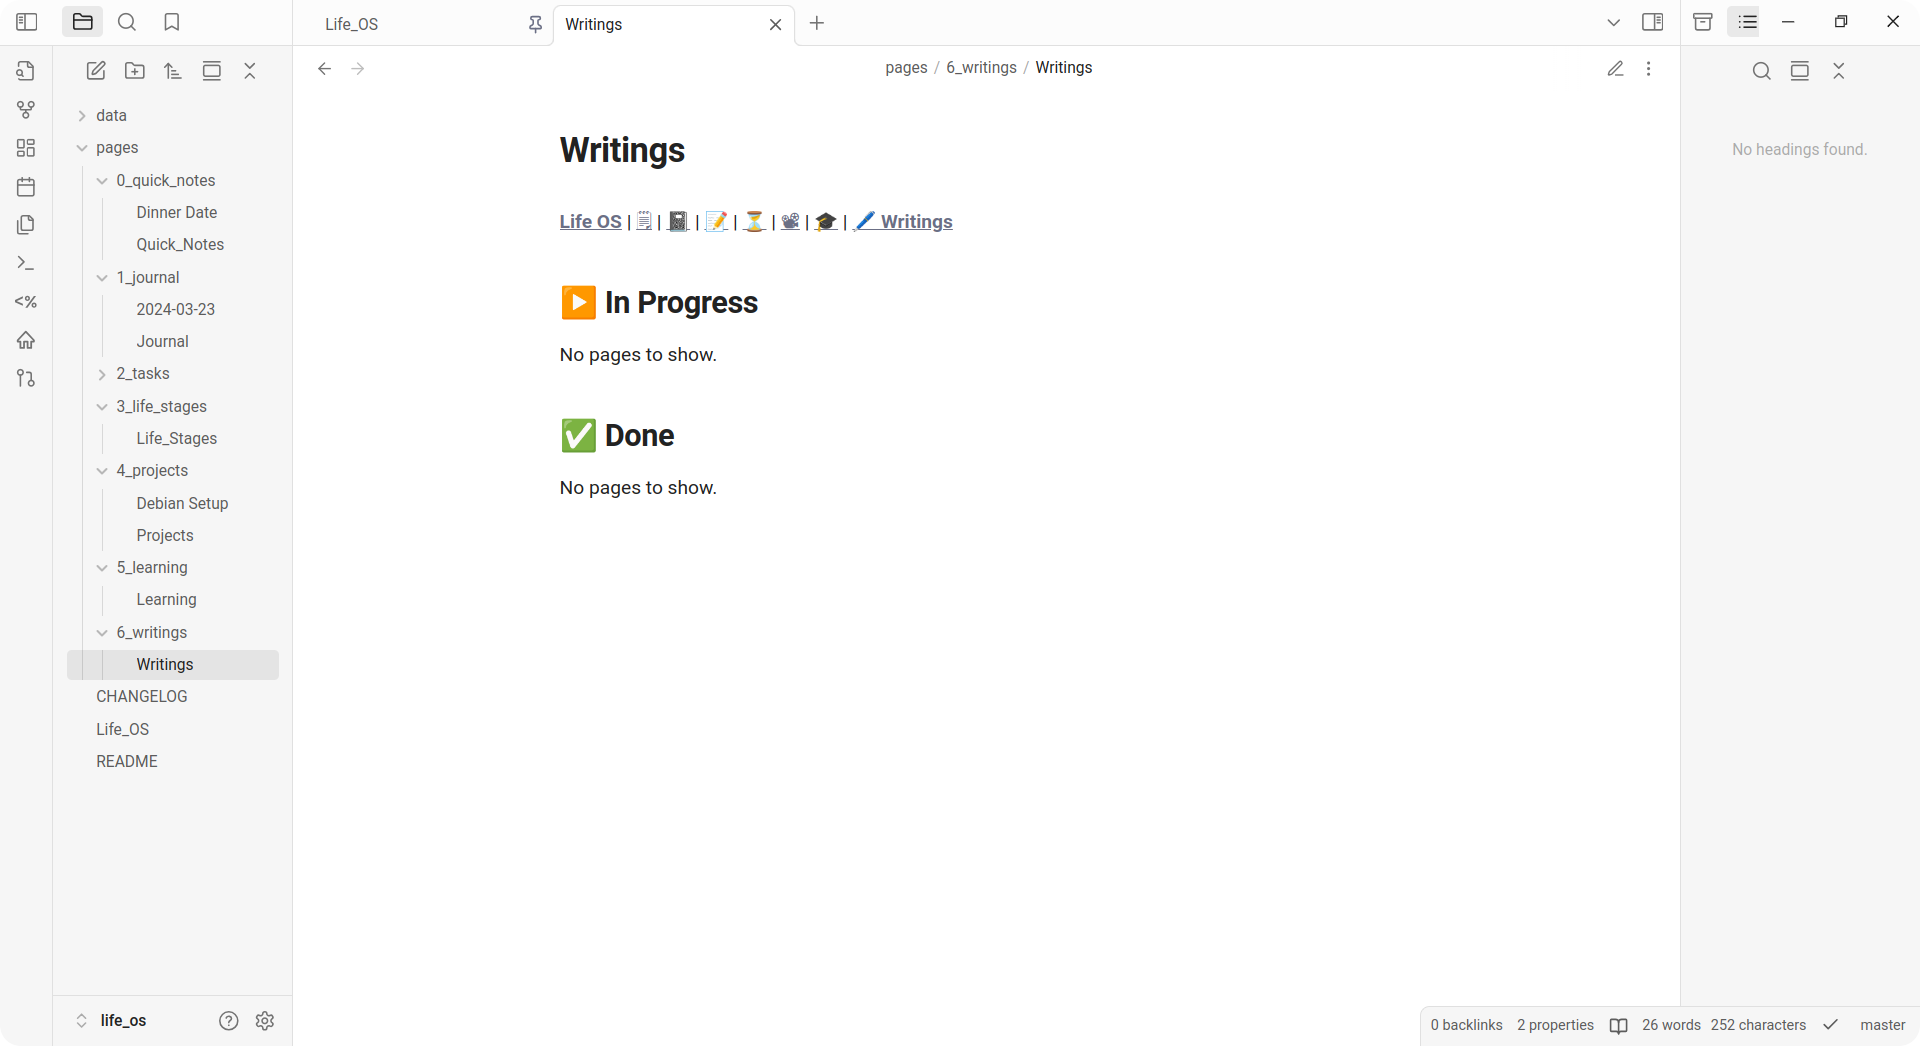 Life_OS
Writings
pages / 6_writings / Writings
data
pages
0_quick_notes
Dinner Date
Quick_Notes
1_journal
2024-03-23
Journal
2_tasks
3_life_stages
Life_Stages
4_projects
Debian Setup
Projects
5_learning
Learning
6_writings
Writings
CHANGELOG
Life_OS
README
life_os
<%
Writings
Life OS | 🗒️ | 📓 | 📝 | ⏳ | 📽️ | 🎓 | 🖊️ Writings
▶️ In Progress
No pages to show.
✅ Done
No pages to show.
No headings found.
0 backlinks 2 properties 26 words 252 characters master